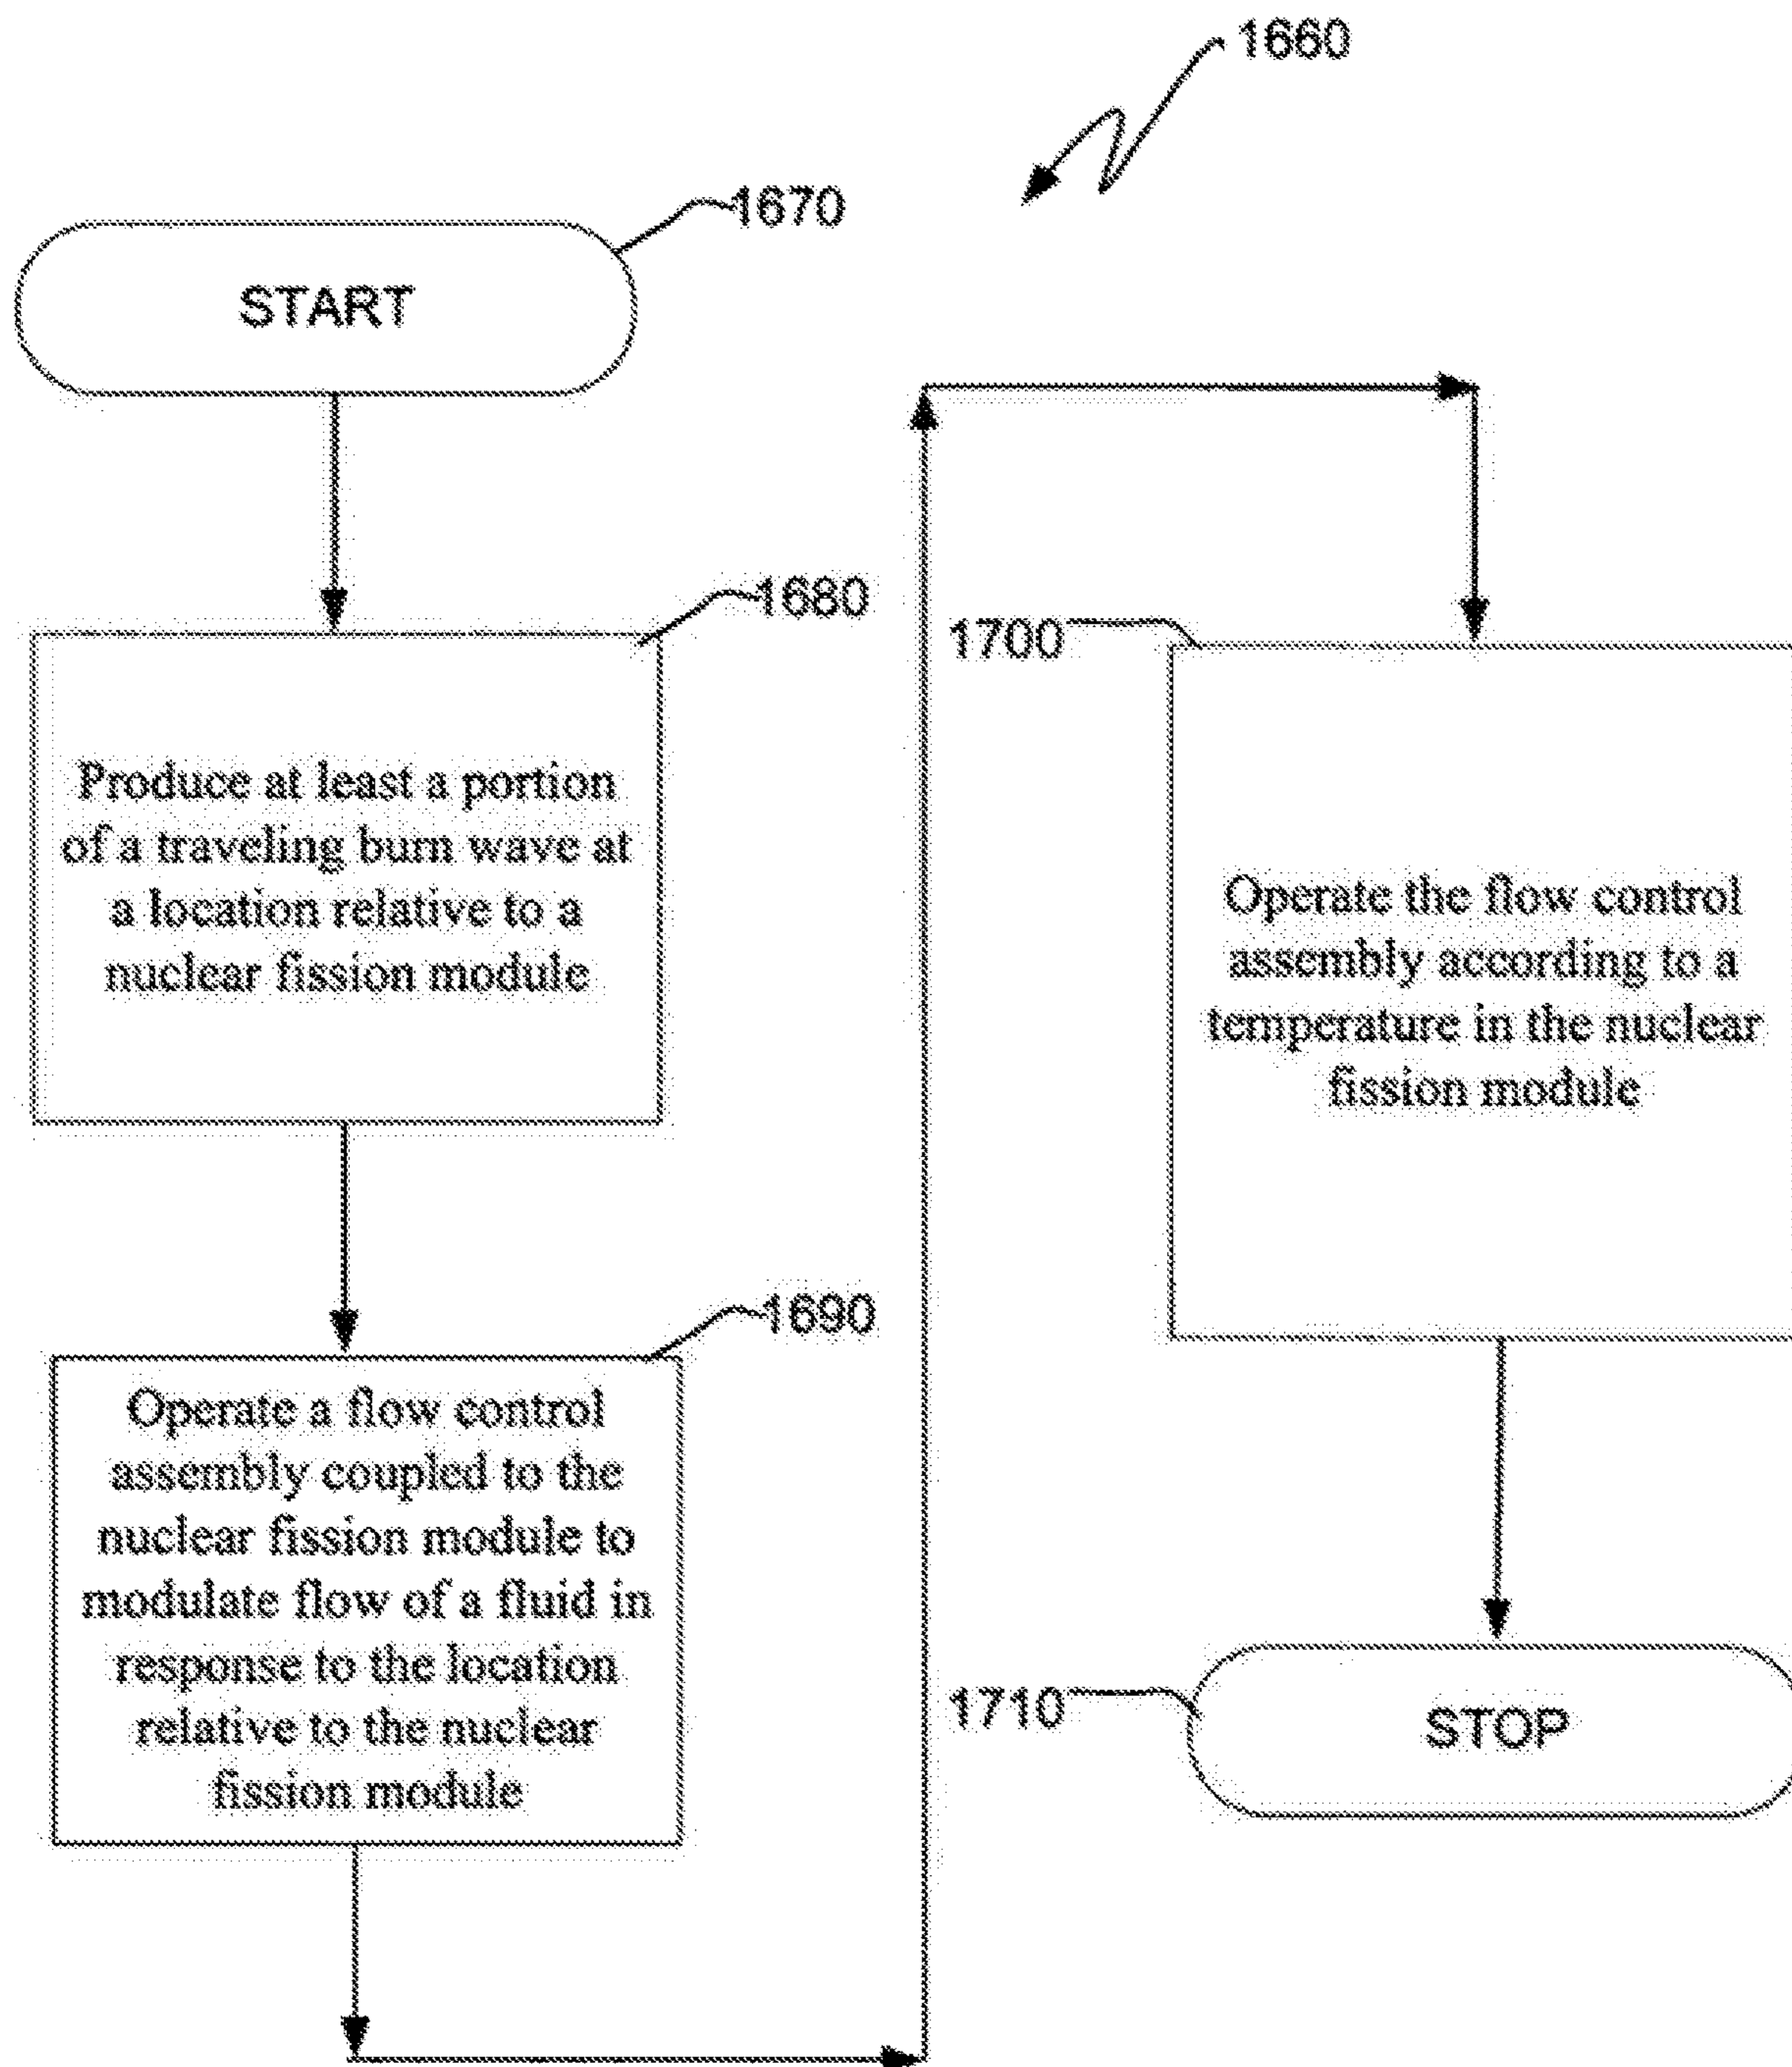 1660
1670
START
1680
Produce at least a portion
of a traveling burn wave at
a location relative to a
nuclear fission module
1690
Operate a flow control
assembly coupled to the
nuclear fission module to
modulate flow of a fluid in
response to the location
relative to the nuclear
fission module
1700
Operate the flow control
assembly according to a
temperature in the nuclear
fission module
1710
STOP